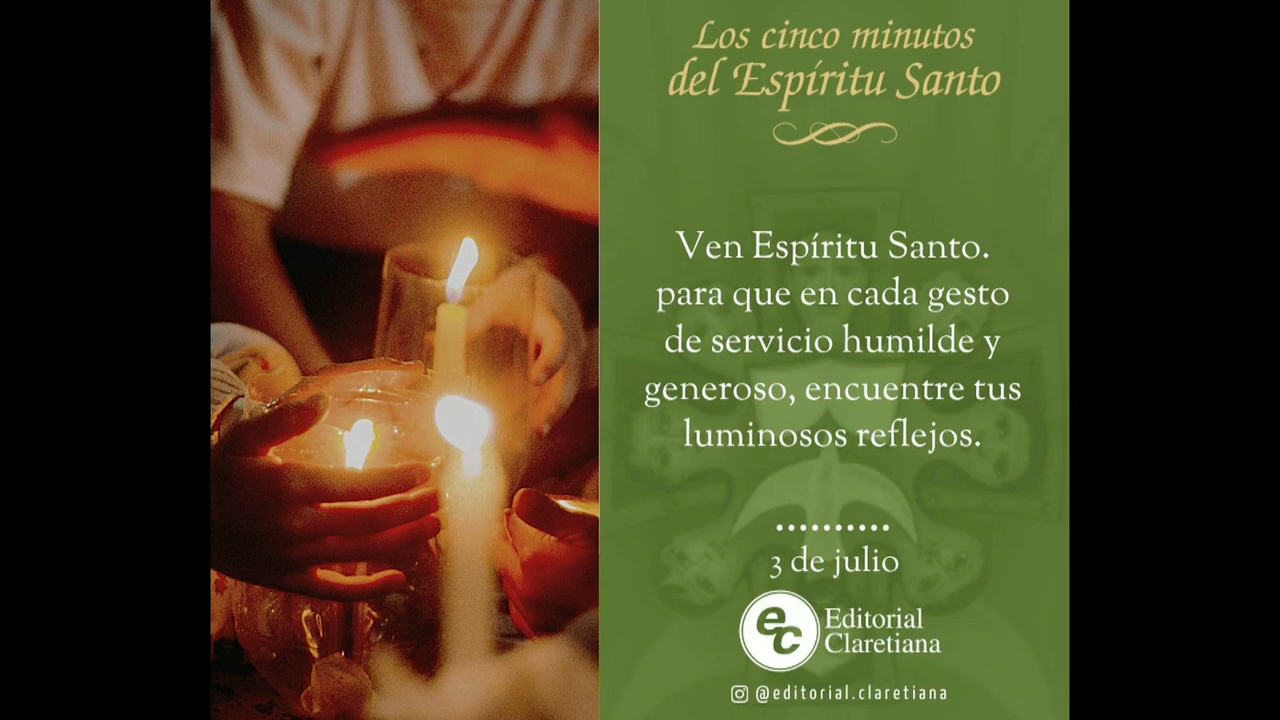 Los cinco minutos
del Espíritu Santo
Ven Espíritu Santo.
para que en cada gesto
de servicio humilde y
generoso, encuentre tus
luminosos reflejos.
..........
3 de julio
ec
Editorial
Claretiana
@editorial.claretiana